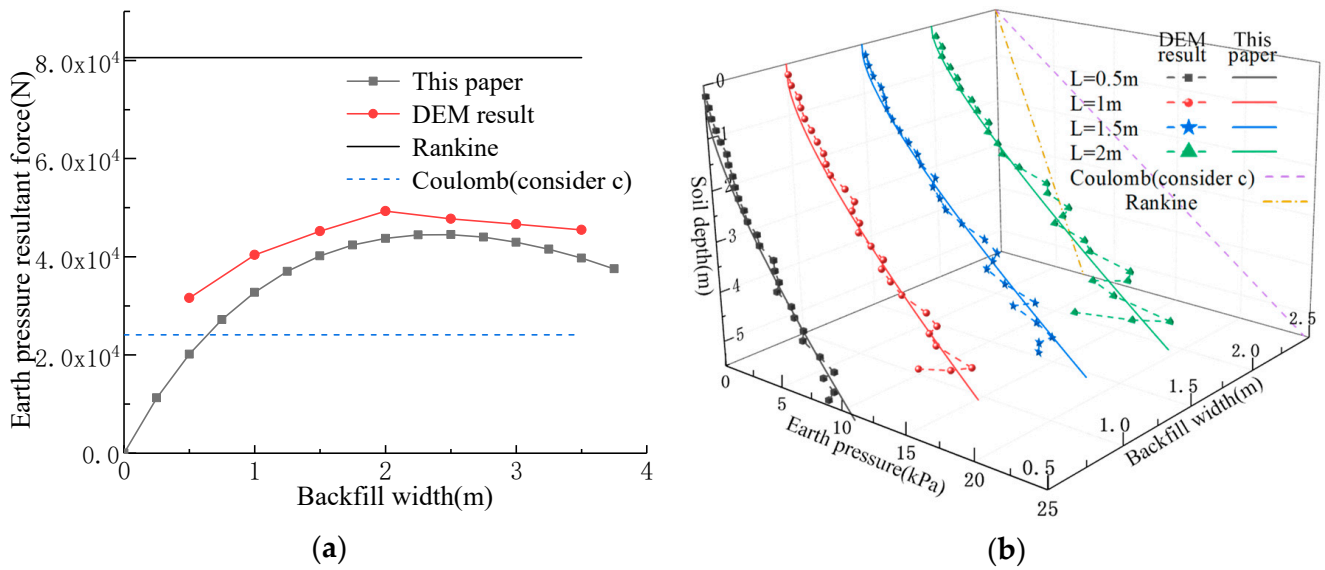 Earth pressure resultant force(N)
8.0x10⁴
6.0x10⁴
4.0x10⁴
2.0x10⁴
0.0
0
1
2
3
4
Backfill width(m)
This paper
DEM result
Rankine
Coulomb(consider c)
(a)
DEM result
This paper
L=0.5m
L=1m
L=1.5m
L=2m
Coulomb(consider c)
Rankine
Soil depth(m)
0
1
2
3
4
5
0
5
10
15
20
25
Earth pressure(kPa)
0.5
1.0
1.5
2.0
2.5
Backfill width(m)
(b)